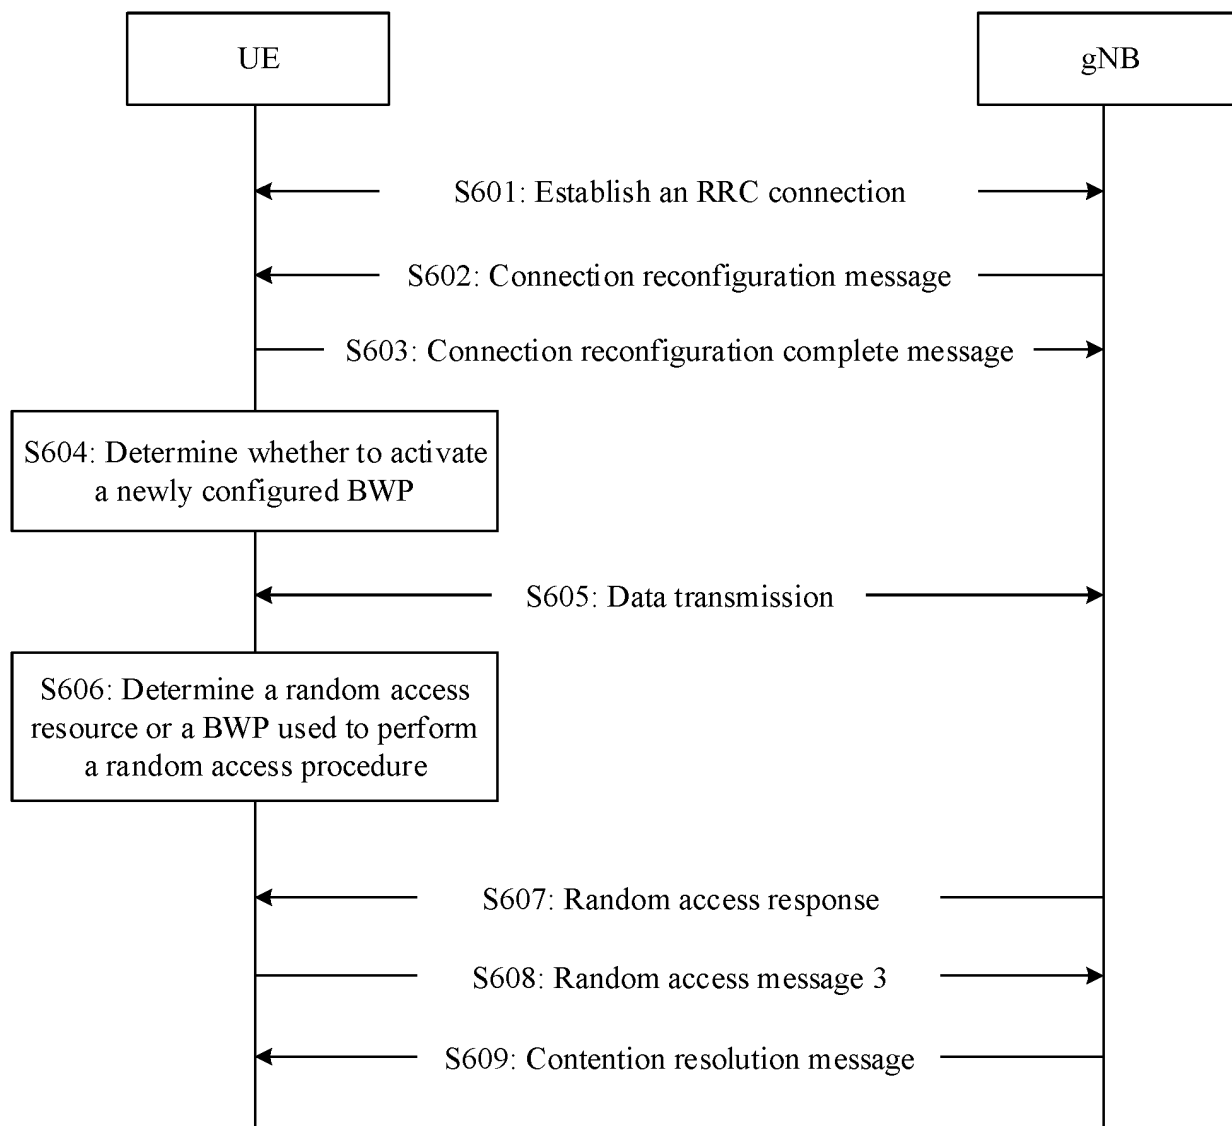 UE
gNB
S601: Establish an RRC connection
S602: Connection reconfiguration message
S603: Connection reconfiguration complete message
S604: Determine whether to activate
a newly configured BWP
S605: Data transmission
S606: Determine a random access
resource or a BWP used to perform
a random access procedure
S607: Random access response
S608: Random access message 3
S609: Contention resolution message